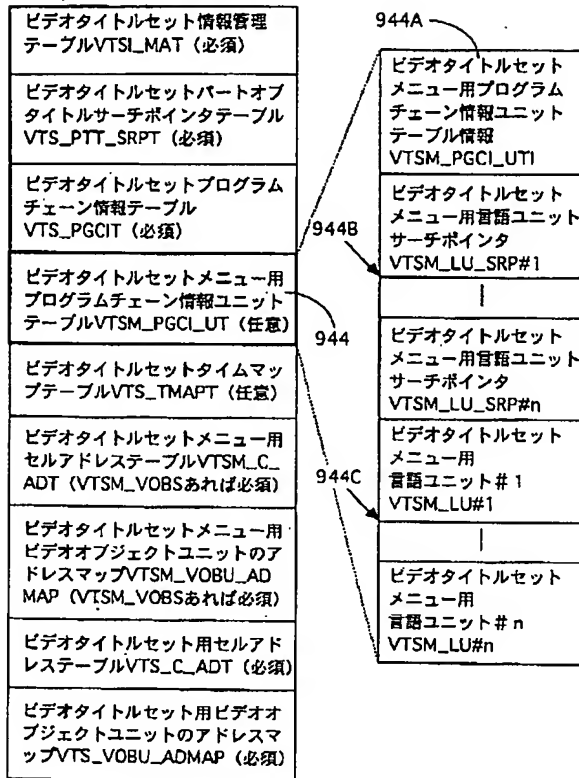 ビデオタイトルセット情報管理
テーブルVTSI_MAT（必須）
ビデオタイトルセットパートオブ
タイトルサーチポインタテーブル
VTS_PTT_SRPT（必須）
ビデオタイトルセットプログラム
チェーン情報テーブル
VTS_PGCIT（必須）
ビデオタイトルセットメニュー用
プログラムチェーン情報ユニット
テーブルVTSM_PGCI_UT（任意）
ビデオタイトルセットタイムマッ
プテーブルVTS_TMAPT（任意）
ビデオタイトルセットメニュー用
セルアドレステーブルVTSM_C_
ADT（VTSM_VOBSあれば必須）
ビデオタイトルセットメニュー用
ビデオオブジェクトユニットのア
ドレスマップVTSM_VOBU_AD
MAP（VTSM_VOBSあれば必須）
ビデオタイトルセット用セルアド
レステーブルVTS_C_ADT（必須）
ビデオタイトルセット用ビデオオ
ブジェクトユニットのアドレスマ
ップVTS_VOBU_ADMAP（必須）
944
944A
944B
944C
ビデオタイトルセット
メニュー用プログラム
チェーン情報ユニット
テーブル情報
VTSM_PGCI_UTI
ビデオタイトルセット
メニュー用言語ユニット
サーチポインタ
VTSM_LU_SRP#1
ビデオタイトルセット
メニュー用言語ユニット
サーチポインタ
VTSM_LU_SRP#n
ビデオタイトルセット
メニュー用
言語ユニット#1
VTSM_LU#1
ビデオタイトルセット
メニュー用
言語ユニット#n
VTSM_LU#n